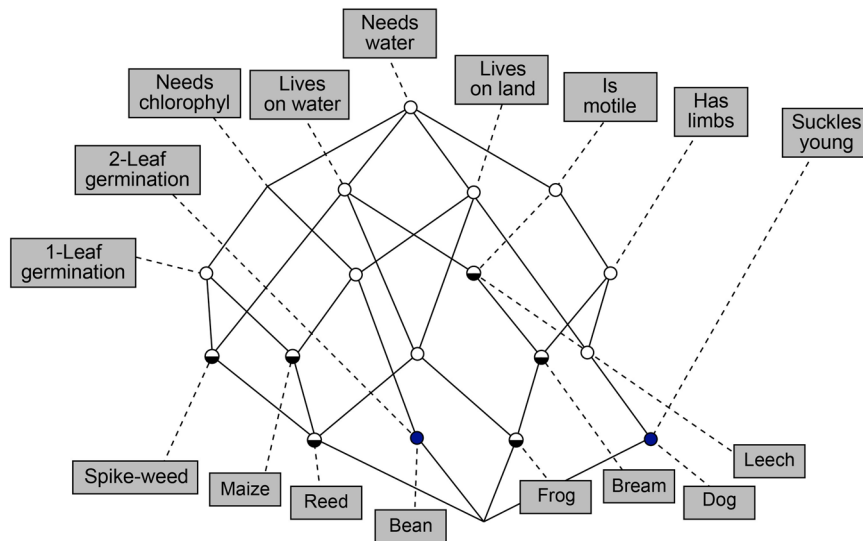 Needs
water
Needs
chlorophyl
Lives
on water
Lives
on land
Is
motile
Has
limbs
Suckles
young
2-Leaf
germination
1-Leaf
germination
Spike-weed
Maize
Reed
Bean
Frog
Bream
Dog
Leech